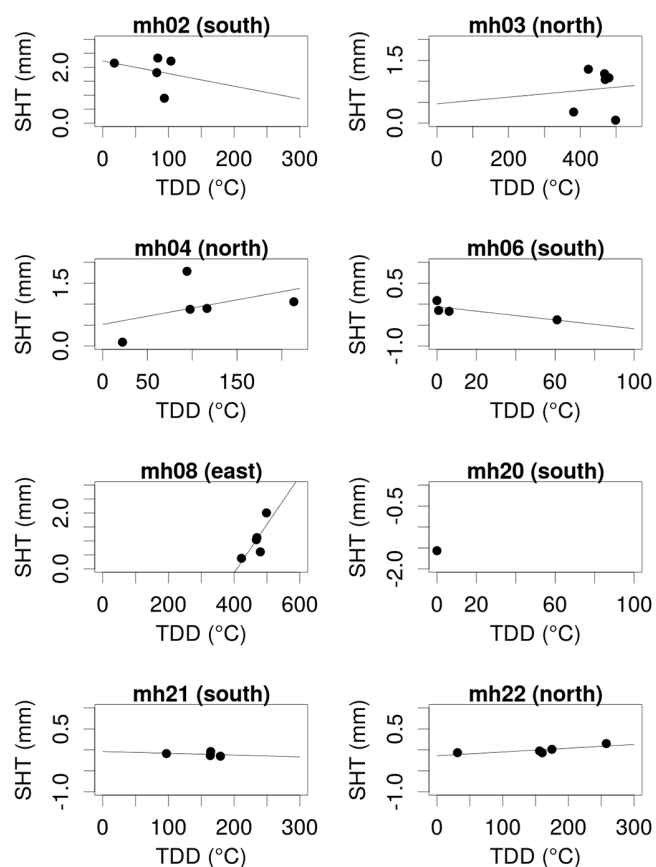 mh02 (south)
SHT (mm)
0.0 2.0
0 100 200 300
TDD (°C)
mh03 (north)
SHT (mm)
0.0 1.5
0 200 400
TDD (°C)
mh04 (north)
SHT (mm)
0.0 1.5
0 50 150
TDD (°C)
mh06 (south)
SHT (mm)
-1.0 0.5
0 20 60 100
TDD (°C)
mh08 (east)
SHT (mm)
0.0 2.0
0 200 400 600
TDD (°C)
mh20 (south)
SHT (mm)
-2.0 -0.5
0 20 60 100
TDD (°C)
mh21 (south)
SHT (mm)
-1.0 0.5
0 100 200 300
TDD (°C)
mh22 (north)
SHT (mm)
-1.0 0.5
0 100 200 300
TDD (°C)